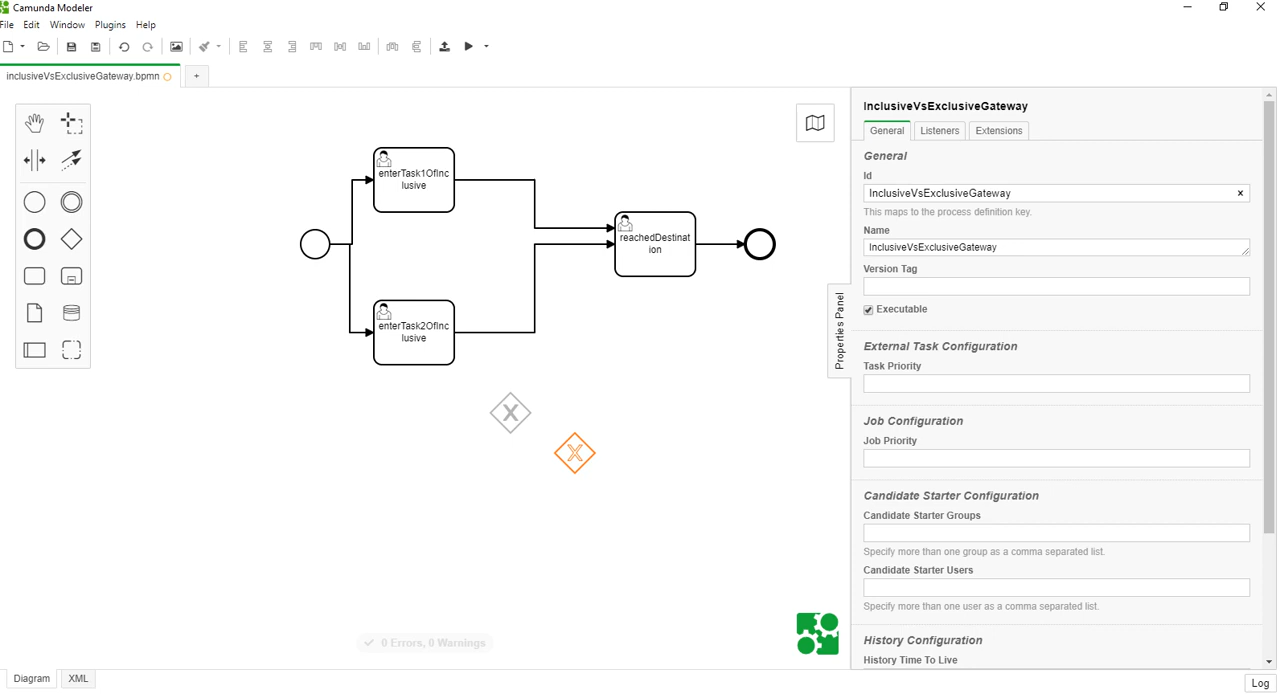 Camunda Modeler
File Edit Window Plugins Help
inclusiveVsExclusiveGateway.bpmn
+
enterTask1OfInc
lusive
reachedDestinat
ion
enterTask2OfInc
lusive
X
X
0 Errors, 0 Warnings
Properties Panel
InclusiveVsExclusiveGateway
General Listeners Extensions
General
Id
InclusiveVsExclusiveGateway
This maps to the process definition key.
Name
InclusiveVsExclusiveGateway
Version Tag
Executable
External Task Configuration
Task Priority
Job Configuration
Job Priority
Candidate Starter Configuration
Candidate Starter Groups
Specify more than one group as a comma separated list.
Candidate Starter Users
Specify more than one user as a comma separated list.
History Configuration
History Time To Live
Diagram XML
Log